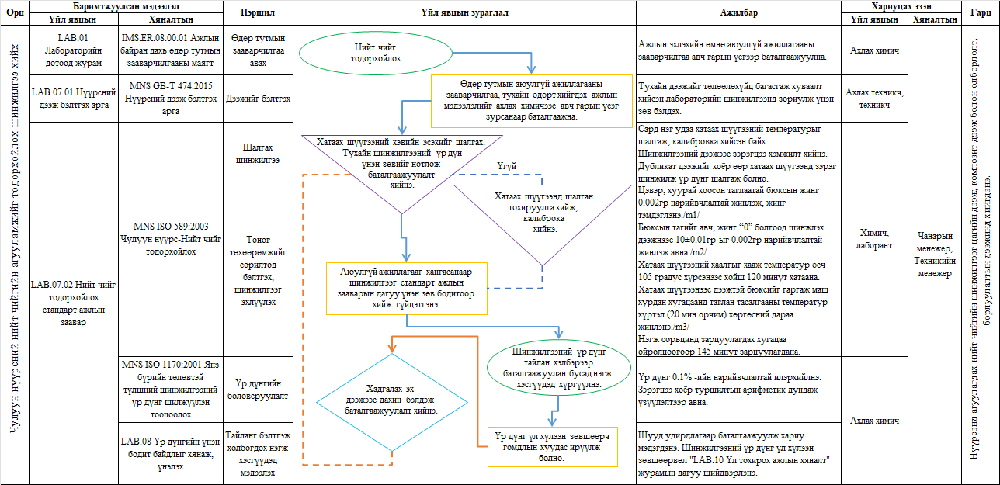 Орц
Баримтжуулсан мэдээлэл
Нэршил
Үйл явцын зураглал
Ажилбар
Хариуцах эзэн
Гарц
Үйл явцын
Хяналтын
Үйл явцын
Хяналтын
Чулуун нүүрсний нийт чийгийн агууламжийг тодорхойлох шинжилгээ хийх
LAB.01
Лабораторийн
дотоод журам
IMS.ER.08.00.01 Ажлын
байран дахь өдөр тутмын
зааварчилгааны маягт
Өдөр тутмын
зааварчилгаа
авах
LAB.07.01 Нүүрсний
дээж бэлтгэх арга
MNS GB-T 474:2015
Нүүрсний дээж бэлтгэх
арга
Дээжийг бэлтгэх
LAB.07.02 Нийт чийг
тодорхойлох
стандарт ажлын
заавар
MNS ISO 589:2003
Чулуун нүүрс-Нийт чийг
тодорхойлох
Шалгах
шинжилгээ
Тоног
төхөөрөмжийг
сорилтод
бэлтгэх,
шинжилгээг
эхлүүлэх
MNS ISO 1170:2001 Янз
бүрийн төлөвтэй
түлшний шинжилгээний
үр дүнг шилжүүлэн
тооцоолох
Үр дүнгийн
боловсруулалт
LAB.08 Үр дүнгийн үнэн
бодит байдлыг хянаж,
үнэлэх
Тайланг бэлтгэж
холбогдох нэгж
хэсгүүдэд
мэдээлэх
Нийт чийг
тодорхойлох
Өдөр тутмын аюулгүй ажиллагааны
зааварчилгаа, тухайн өдөрт хийгдэх ажлын
мэдээлэлийг ахлах химичээс авч гарын үсэг
зурсанаар баталгаажна.
Хатаах шүүгээний хэвийн эсэхийг шалгах.
Тухайн шинжилгээний үр дүн
үнэн зөвийг нотлож
баталгаажуулалт
хийнэ.
Үгүй
Хатаах шүүгээнд шалган
тохируулга хийж,
калиброка
хийнэ.
Аюулгүй ажиллагааг хангасанаар
шинжилгээг стандарт ажлын
зааврын дагуу үнэн зөв бодитоор
хийж гүйцэтгэнэ.
Шинжилгээний үр дүнг
тайлан хэлбэрээр
баталгаажуулан бусад нэгж
хэсгүүдэд хүргүүлнэ.
Хадгалах эх
дээжээс дахин бэлдэж
баталгаажуулалт хийнэ.
Үр дүнг үл хүлээн зөвшөөрч
гомдлын хуудас ирүүлж
болно.
Ажлын эхлэхийн өмнө аюулгүй ажиллагааны
зааварчилгаа авч гарын үсгээр баталгаажуулна.
Тухайн дээжийг төлөөлөхүйц багасгаж хуваалт
хийсэн лабораторийн шинжилгээнд зориулж үнэн
зөв бэлдэх.
Сард нэг удаа хатаах шүүгээний температурыг
шалгаж, калибровка хийсэн байх
Шинжилгээний дээжээс зэрэгцээ хэмжилт хийнэ.
Дубликат дээжийг хоёр өөр хатаах шүүгээнд зэрэг
шинжилж үр дүнг шалгаж болно.
Цэвэр, хуурай хоосон таглаатай бюксын жинг
0.002гр нарийвчлалтай жинлэж, жинг
тэмдэглэнэ./m1/
Бюксын тагийг авч, жинг “0” болгоод шинжлэх
дээжнээс 10±0.01гр-ыг 0.002гр нарийвчлалтай
жинлэж авна./m2/
Хатаах шүүгээний хаалгыг хааж температур өсч
105 градус хүрсэнээс хойш 120 минут хатаана.
Хатаах шүүгээнээс дээжтэй бюксийг гаргаж маш
хурдан хугацаанд таглан тасалгааны температур
хүртэл (20 мин орчим) хөргөсний дараа
жинлэнэ./m3/
Нэгж сорьцинд зарцуулагдах хугацаа
ойролцоогоор 145 минут зарцуулагдана.
Үр дүнг 0.1% -ийн нарийвчлалтай илэрхийлнэ.
Зэрэгцээ хоёр туршилтын арифметик дундаж
үзүүлэлтээр авна.
Шууд удирдлагаар баталгаажуулж хариу
мэдэгдэнэ. Шинжилгээний үр дүнг үл хүлээн
зөвшөөрвөл "LAB.10 Үл тохирох ажлын хяналт"
журамын дагуу шийдвэрлэнэ.
Ахлах химич
Ахлах техникч,
техникч
Химич,
лаборант
Ахлах химич
Чанарын
менежер,
Техникийн
менежер
Нүүрсэнд агуулагдах нийт чийгийн шинжилгээг цагийн дээж, композит дээж болон олборлолт,
борлуулалтын дээжинд хийгдэнэ.